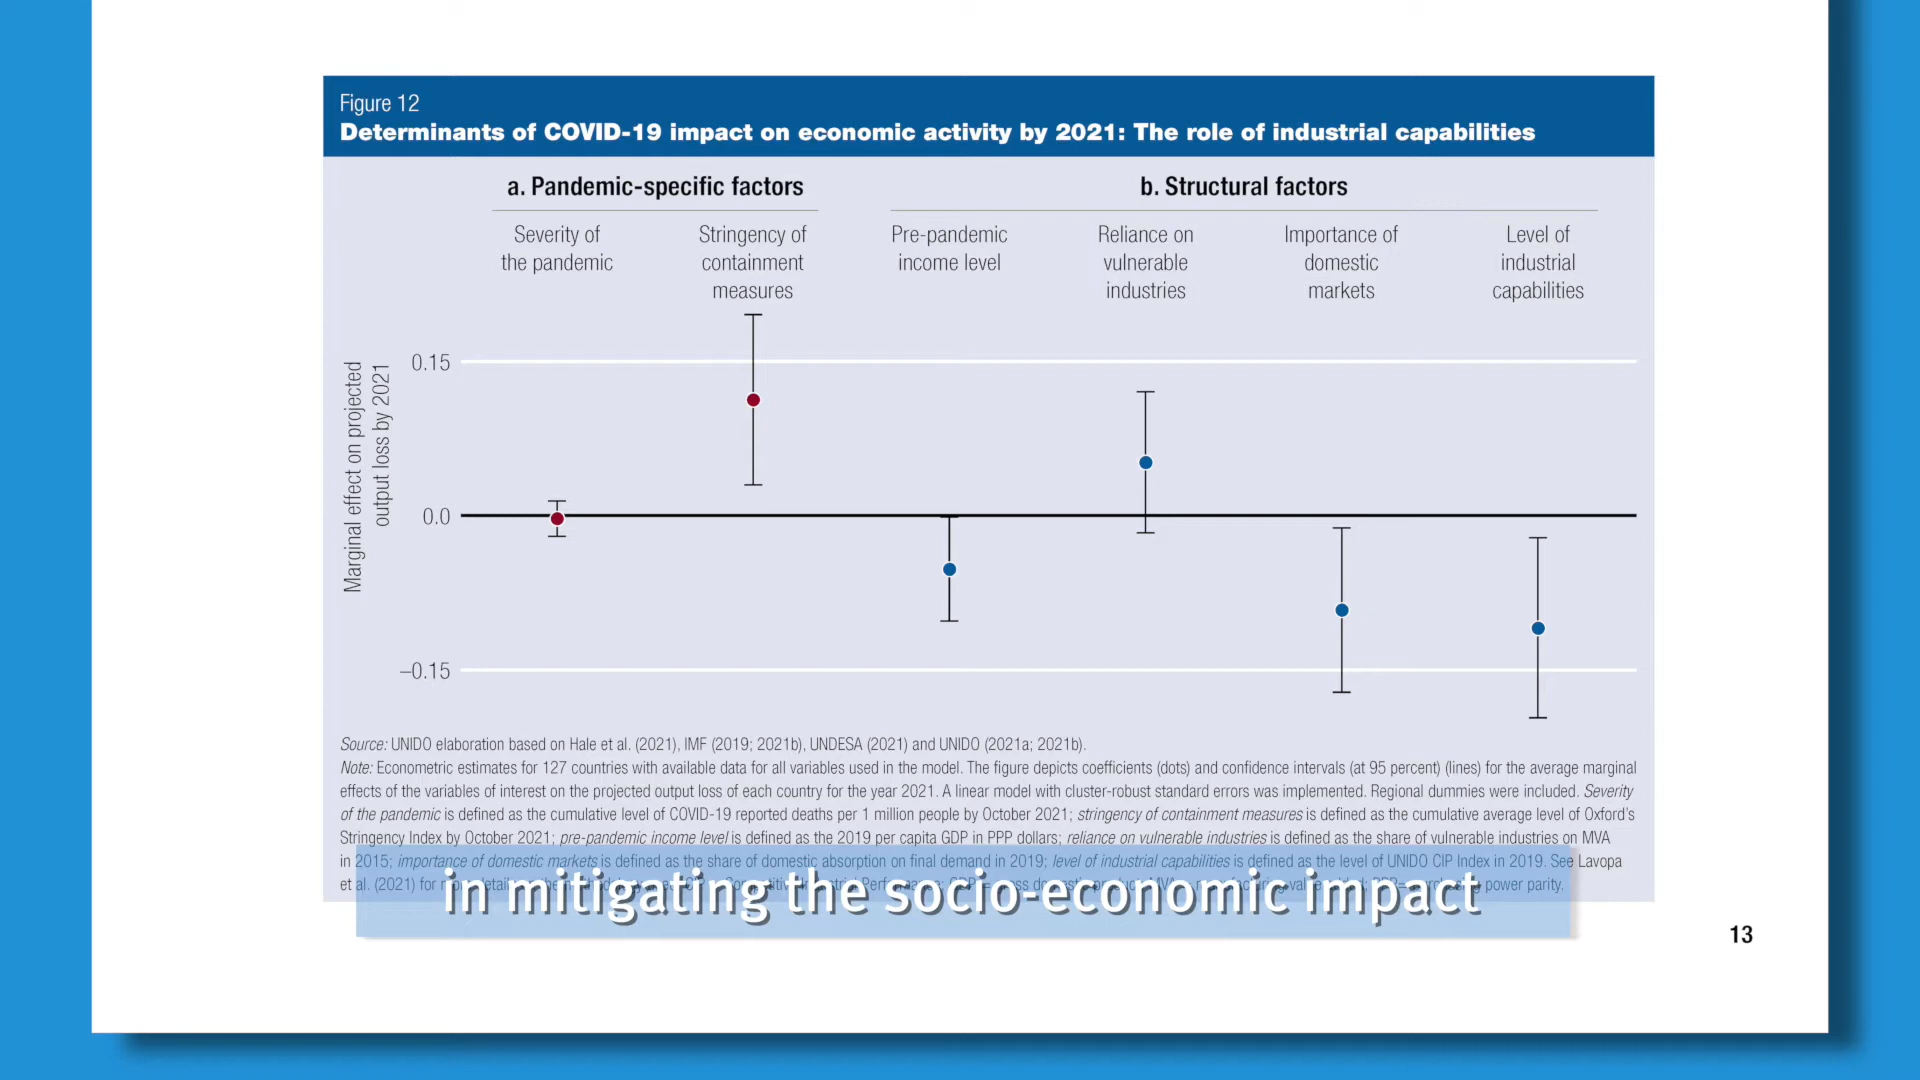 Figure 12
Determinants of COVID-19 impact on economic activity by 2021: The role of industrial capabilities
a. Pandemic-specific factors
b. Structural factors
Severity of
the pandemic
Stringency of
containment
measures
Pre-pandemic
income level
Reliance on
vulnerable
industries
Importance of
domestic
markets
Level of
industrial
capabilities
Marginal effect on projected
output loss by 2021
0.15
0.0
–0.15
Source: UNIDO elaboration based on Hale et al. (2021), IMF (2019; 2021b), UNDESA (2021) and UNIDO (2021a; 2021b).
Note: Econometric estimates for 127 countries with available data for all variables used in the model. The figure depicts coefficients (dots) and confidence intervals (at 95 percent) (lines) for the average marginal
effects of the variables of interest on the projected output loss of each country for the year 2021. A linear model with cluster-robust standard errors was implemented. Regional dummies were included. Severity
of the pandemic is defined as the cumulative level of COVID-19 reported deaths per 1 million people by October 2021; stringency of containment measures is defined as the cumulative average level of Oxford's
Stringency Index by October 2021; pre-pandemic income level is defined as the 2019 per capita GDP in PPP dollars; reliance on vulnerable industries is defined as the share of vulnerable industries on MVA
in 2015; importance of domestic markets is defined as the share of domestic absorption on final demand in 2019; level of industrial capabilities is defined as the level of UNIDO CIP Index in 2019. See Lavopa
et al. (2021) for power parity.
in mitigating the socio-economic impact
13